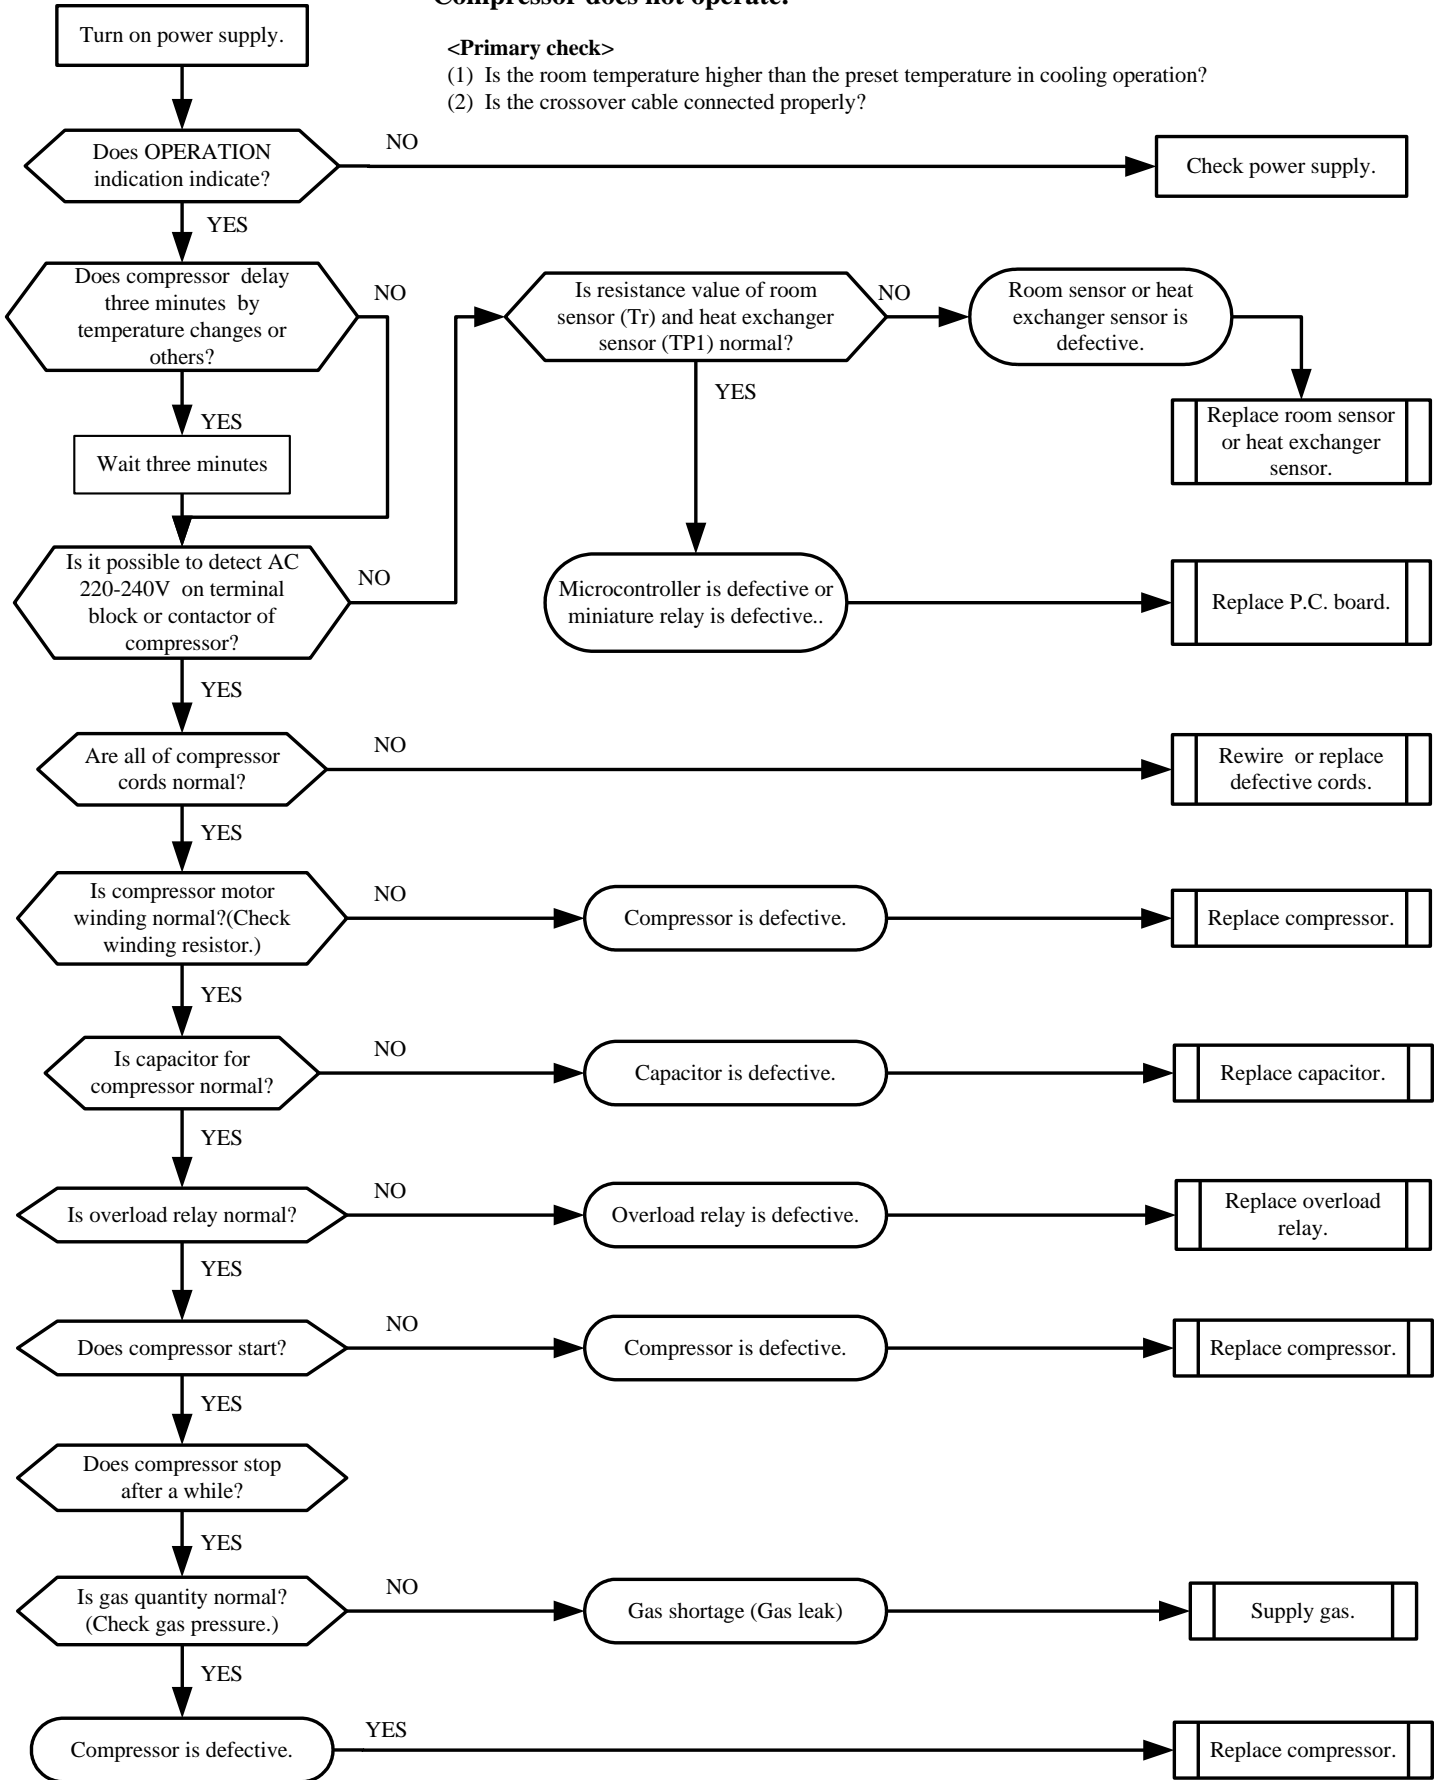 Compressor does not operate.
Turn on power supply.
<Primary check>
(1) Is the room temperature higher than the preset temperature in cooling operation?
(2) Is the crossover cable connected properly?
Does OPERATION
indication indicate?
NO
Check power supply.
YES
Does compressor delay
three minutes by
temperature changes or
others?
NO
Is resistance value of room
sensor (Tr) and heat exchanger
sensor (TP1) normal?
NO
Room sensor or heat
exchanger sensor is
defective.
YES
YES
Replace room sensor
or heat exchanger
sensor.
Wait three minutes
Is it possible to detect AC
220-240V on terminal
block or contactor of
compressor?
NO
Microcontroller is defective or
miniature relay is defective..
Replace P.C. board.
YES
Are all of compressor
cords normal?
NO
Rewire or replace
defective cords.
YES
Is compressor motor
winding normal?(Check
winding resistor.)
NO
Compressor is defective.
Replace compressor.
YES
Is capacitor for
compressor normal?
NO
Capacitor is defective.
Replace capacitor.
YES
Is overload relay normal?
NO
Overload relay is defective.
Replace overload
relay.
YES
Does compressor start?
NO
Compressor is defective.
Replace compressor.
YES
Does compressor stop
after a while?
YES
Is gas quantity normal?
(Check gas pressure.)
NO
Gas shortage (Gas leak)
Supply gas.
YES
Compressor is defective.
YES
Replace compressor.